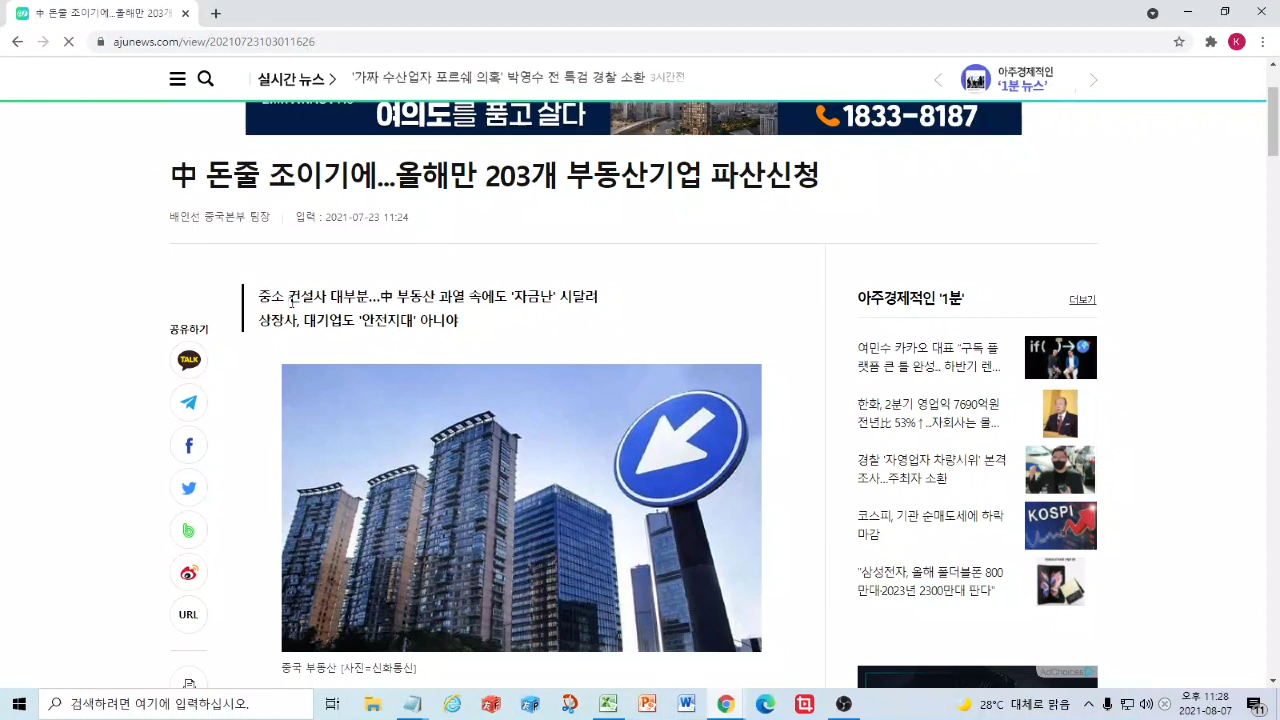 中 돈줄 조이기에...올해만 203개
ajunews.com/view/20210723103011626
K
실시간 뉴스
'가짜 수산업자 포르쉐 의혹' 박영수 전 특검 경찰 소환 3시간전
아주경제적인
'1분 뉴스'
여의도를 품고 살다
1833-8187
中 돈줄 조이기에...올해만 203개 부동산기업 파산신청
배인선 중국본부 팀장
입력 : 2021-07-23 11:24
중소 건설사 대부분...中 부동산 과열 속에도 '자금난' 시달려
상장사, 대기업도 '안전지대' 아니야
공유하기
TALK
URL
중국 부동산 [사진=신화통신]
아주경제적인 '1분'
더보기
여민수 카카오 대표 "구독 플
랫폼 큰 틀 완성.. 하반기 렌...
if( )→
한화, 2분기 영업익 7690억원
전년比 53%↑..자회사는 물...
경찰 '자영업자 차량시위' 본격
조사...주최자 소환
코스피, 기관 순매도세에 하락
마감
KOSPI
"삼성전자, 올해 폴더블폰 800
만대·2023년 2300만대 판다"
AdChoices
검색하려면 여기에 입력하십시오.
28°C 대체로 맑음
오후 11:28
2021-08-07
11